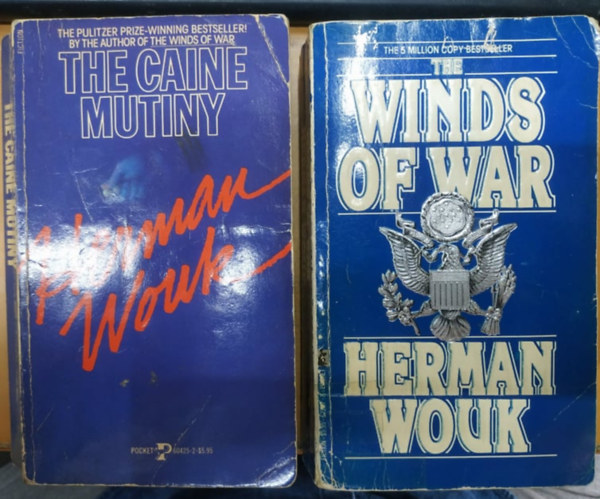 FICTION
THE CAINE MUTINY
THE PULITZER PRIZE-WINNING BESTSELLER!
BY THE AUTHOR OF THE WINDS OF WAR
THE CAINE
MUTINY
Herman
Wouk
POCKET
THE 5 MILLION COPY BESTSELLER
THE
WINDS
OF WAR
HERMAN
WOUK